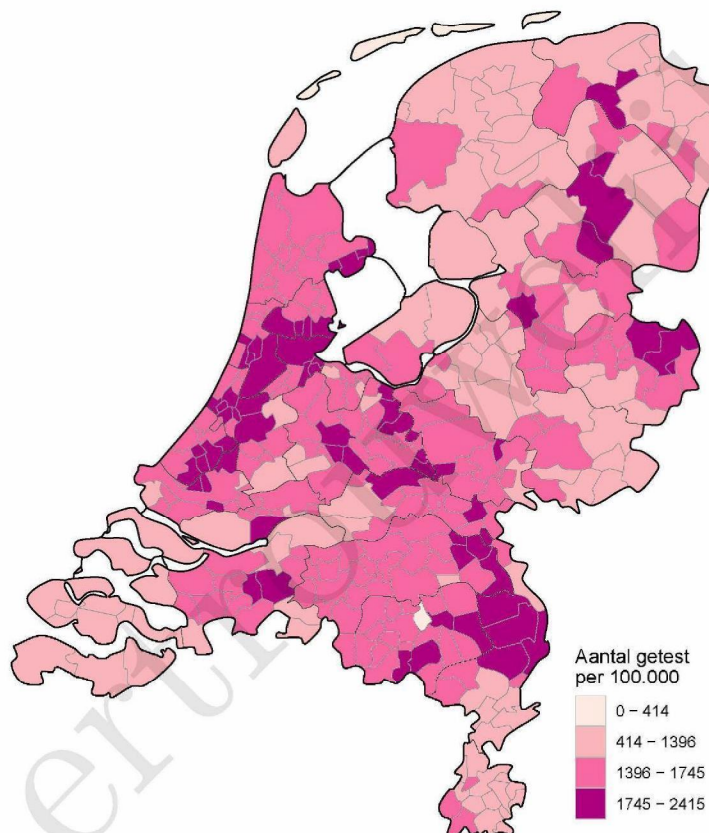 Aantal getest
per 100.000
0 – 414
414 – 1396
1396 – 1745
1745 – 2415